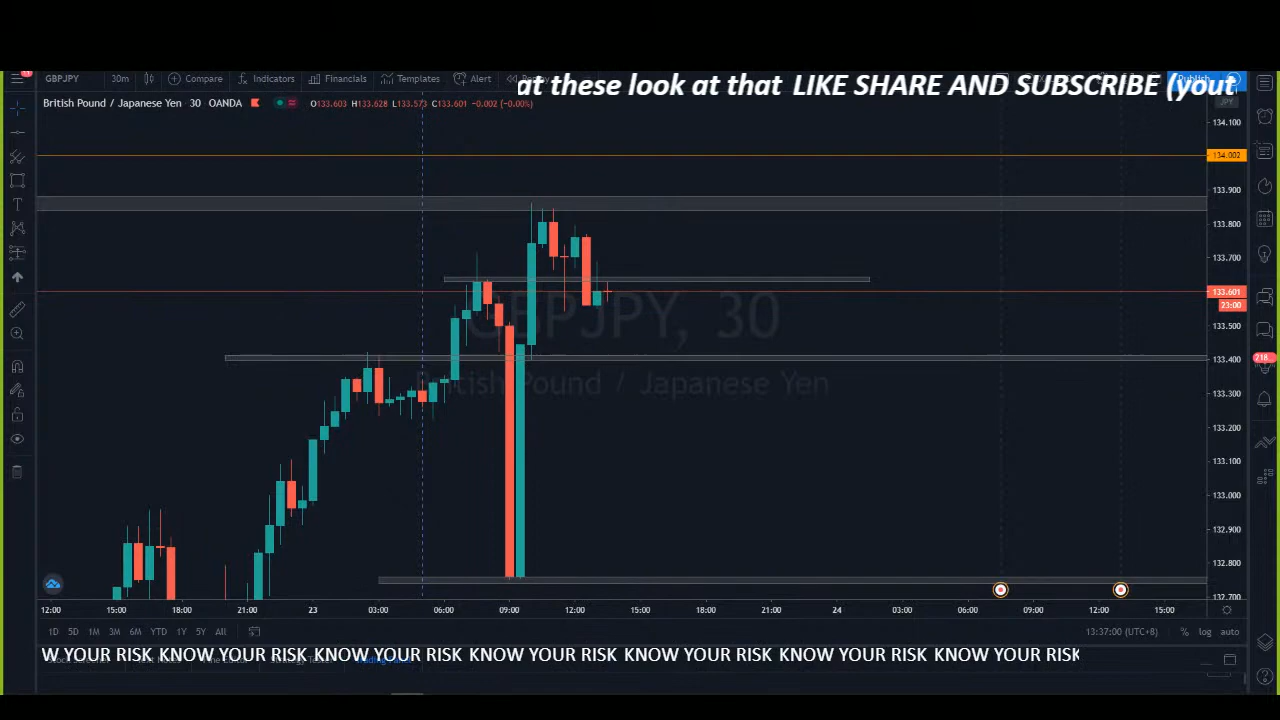 GBPJPY 30m Compare Indicators Financials Templates Alert
at these look at that LIKE SHARE AND SUBSCRIBE (yout
British Pound / Japanese Yen 30 OANDA O133.603 H133.628 L133.573 C133.601 -0.002 (-0.00%)
JPY
134.100
134.002
133.900
133.800
133.700
133.601
23:00
133.500
133.400
133.300
133.200
133.100
133.000
132.900
132.800
132.700
GBPJPY, 30
British Pound / Japanese Yen
218
12:00 15:00 18:00 21:00 23 03:00 06:00 09:00 12:00 15:00 18:00 21:00 24 03:00 06:00 09:00 12:00 15:00
1D 5D 1M 3M 6M YTD 1Y 5Y All 13:37:00 (UTC+8) % log auto
W YOUR RISK KNOW YOUR RISK KNOW YOUR RISK KNOW YOUR RISK KNOW YOUR RISK KNOW YOUR RISK KNOW YOUR RISK